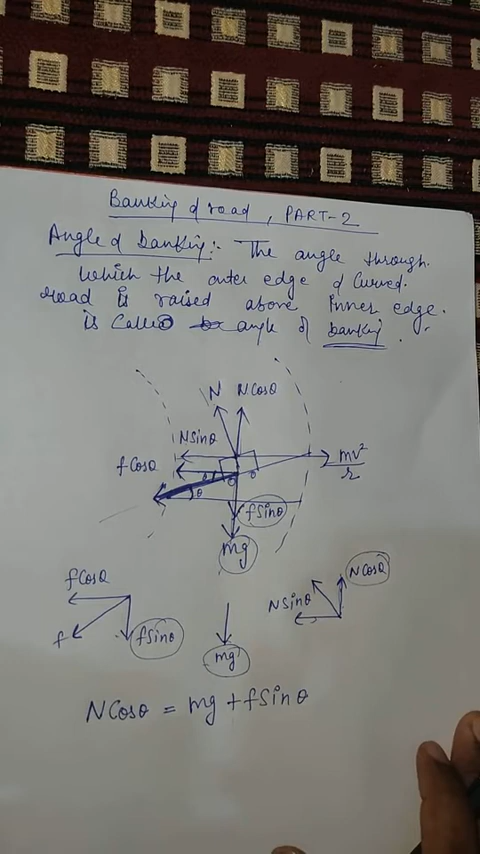 Banking of road, PART-2
Angle of banking:- The angle through.
which the outer edge of curved.
road is raised above inner edge.
is called angle of banking.
N NCosθ
NSinθ
mv²/r
fCosθ
θ θ
θ
fSinθ
mg
fCosθ
NCosθ
NSinθ
f
fSinθ
mg
NCosθ = mg + fSinθ